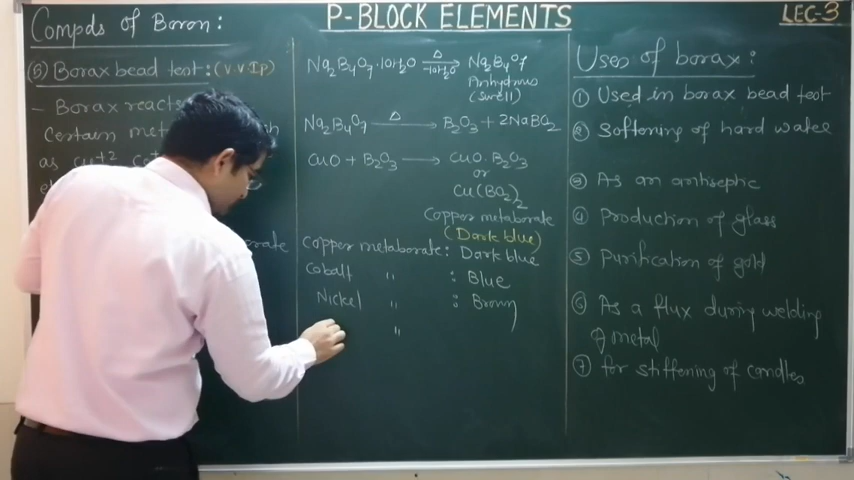 P-BLOCK ELEMENTS
LEC-3
Compds of Boron:
(5) Borax bead test: (V.V.Ip)
- Borax reacts
Certain met
as cu+2
Na2B4O7·10H2O —Δ/-10H2O→ Na2B4O7
Anhydrous
(swell)
Na2B4O7 —Δ→ B2O3 + 2NaBO2
CuO + B2O3 → CuO·B2O3
or
Cu(BO2)2
Copper metaborate
(Dark blue)
Copper metaborate: Dark blue
Cobalt " : Blue
Nickel " : Brown
"
Uses of borax:
① Used in borax bead test
② Softening of hard water
③ As an antiseptic
④ Production of glass
⑤ Purification of gold
⑥ As a flux during welding
of metal
⑦ for stiffening of candles